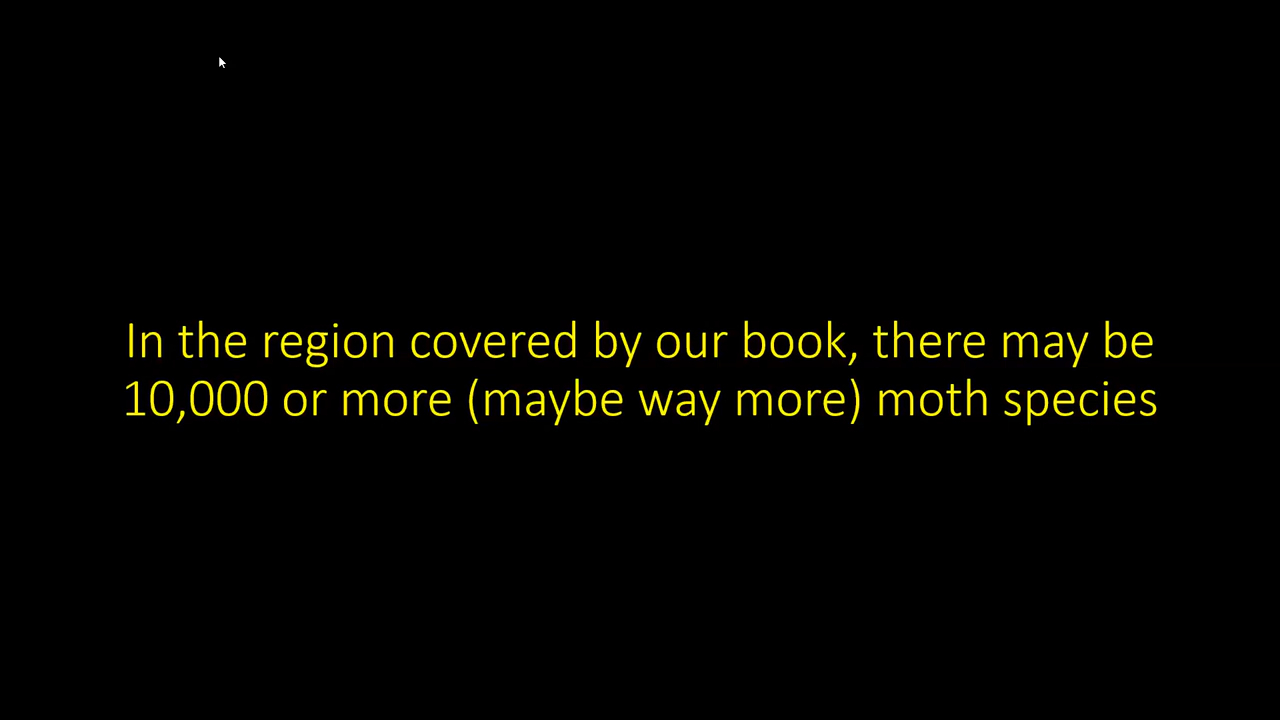 In the region covered by our book, there may be
10,000 or more (maybe way more) moth species